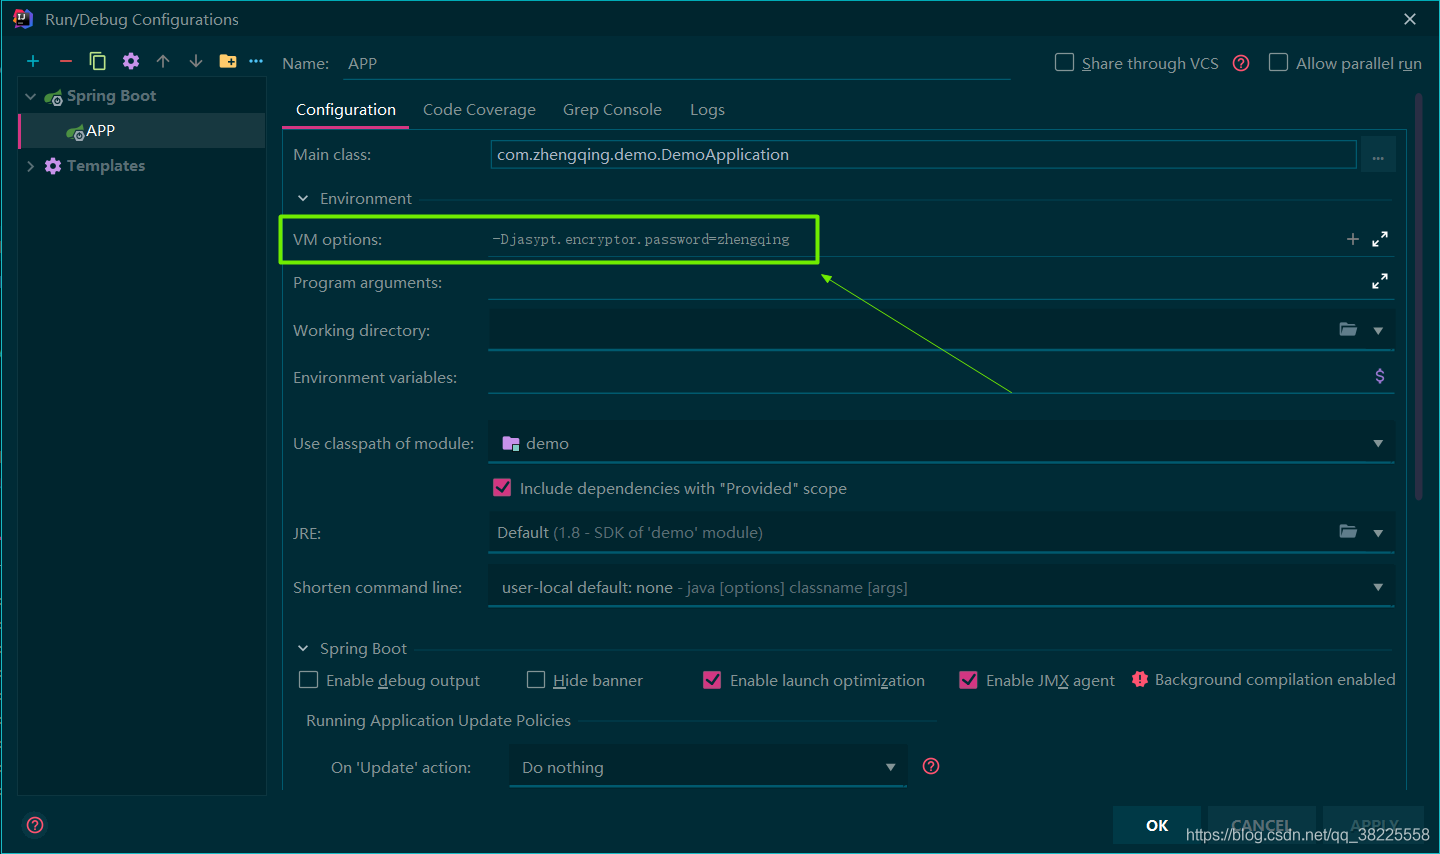 Run/Debug Configurations
Name: APP
Share through VCS
Allow parallel run
Spring Boot
APP
Templates
Configuration Code Coverage Grep Console Logs
Main class: com.zhengqing.demo.DemoApplication ...
Environment
VM options: -Djasypt.encryptor.password=zhengqing
Program arguments:
Working directory:
Environment variables: $
Use classpath of module: demo
Include dependencies with "Provided" scope
JRE: Default (1.8 - SDK of 'demo' module)
Shorten command line: user-local default: none - java [options] classname [args]
Spring Boot
Enable debug output Hide banner Enable launch optimization Enable JMX agent Background compilation enabled
Running Application Update Policies
On 'Update' action: Do nothing
OK CANCEL APPLY
https://blog.csdn.net/qq_38225558